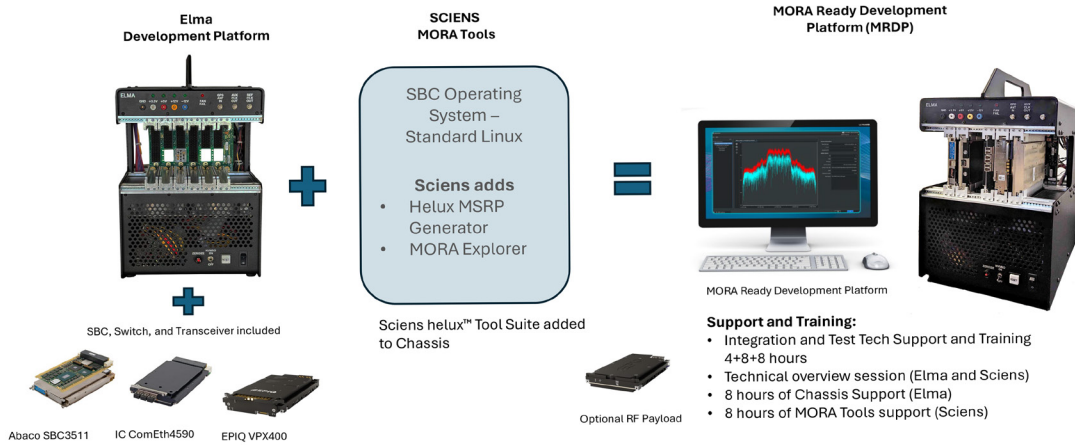 Elma
Development Platform
SCIENS
MORA Tools
MORA Ready Development
Platform (MRDP)
ELMA
SBC Operating
System –
Standard Linux
Sciens adds
• Helux MSRP
Generator
• MORA Explorer
ELMA
MORA Ready Development Platform
SBC, Switch, and Transceiver included
Sciens helux™ Tool Suite added
to Chassis
Abaco SBC3511
IC ComEth4590
EPIQ VPX400
Optional RF Payload
Support and Training:
• Integration and Test Tech Support and Training
4+8+8 hours
• Technical overview session (Elma and Sciens)
• 8 hours of Chassis Support (Elma)
• 8 hours of MORA Tools support (Sciens)